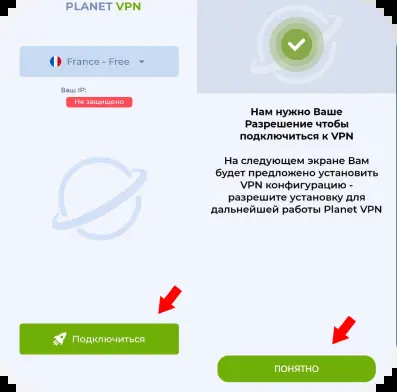 PLANET VPN
France - Free
Ваш IP:
Не защищено
Подключиться
Нам нужно Ваше
Разрешение чтобы
подключиться к VPN
На следующем экране Вам
будет предложено установить
VPN конфигурацию -
разрешите установку для
дальнейшей работы Planet VPN
ПОНЯТНО